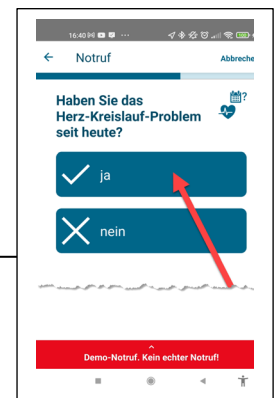 16:40
Notruf
Abbreche
Haben Sie das
Herz-Kreislauf-Problem
seit heute?
?
ja
nein
Demo-Notruf. Kein echter Notruf!